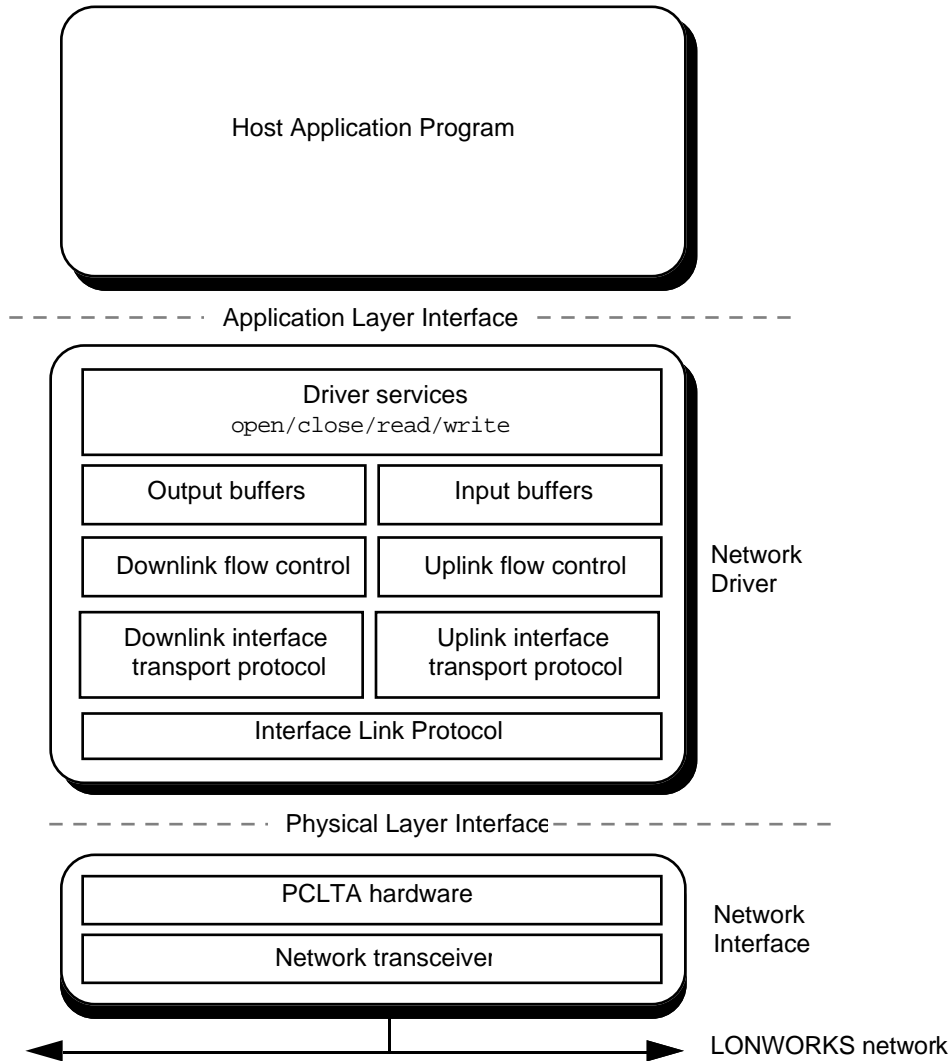 Host Application Program
Application Layer Interface
Driver services
open/close/read/write
Output buffers
Input buffers
Downlink flow control
Uplink flow control
Network
Driver
Downlink interface
transport protocol
Uplink interface
transport protocol
Interface Link Protocol
Physical Layer Interface
PCLTA hardware
Network transceiver
Network
Interface
LONWORKS network